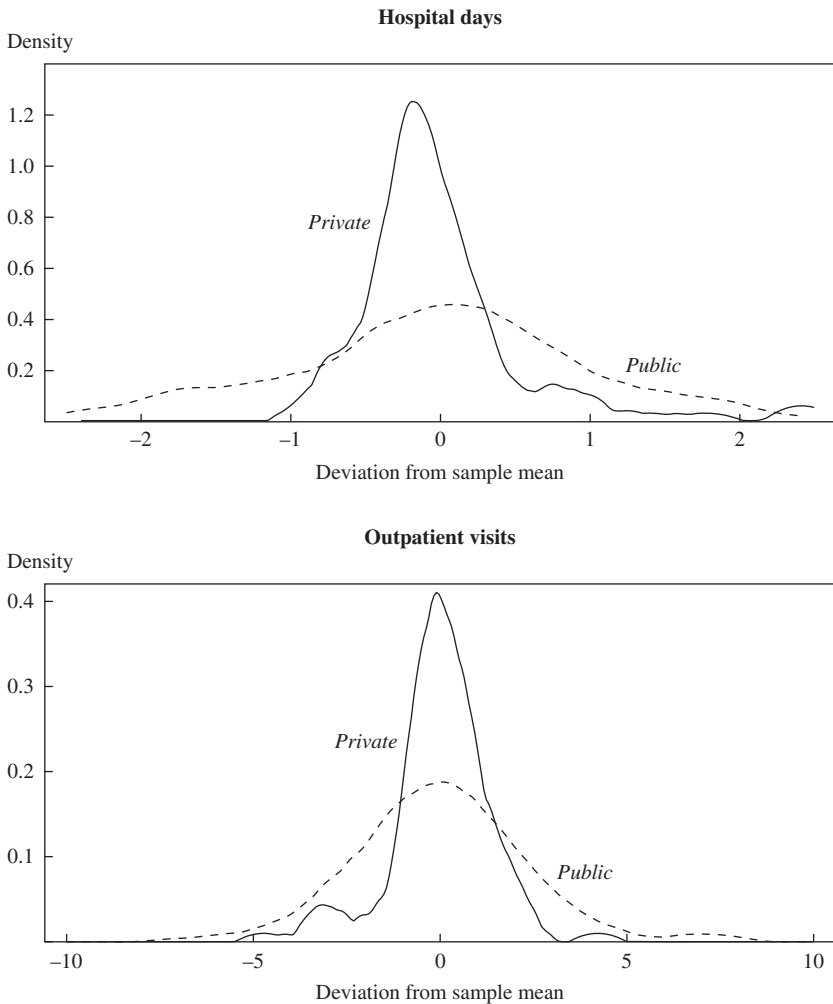 Hospital days
Density
1.2
1.0
0.8
Private
0.6
0.4
Public
0.2
–2 –1 0 1 2
Deviation from sample mean
Outpatient visits
Density
0.4
0.3
Private
0.2
Public
0.1
–10 –5 0 5 10
Deviation from sample mean